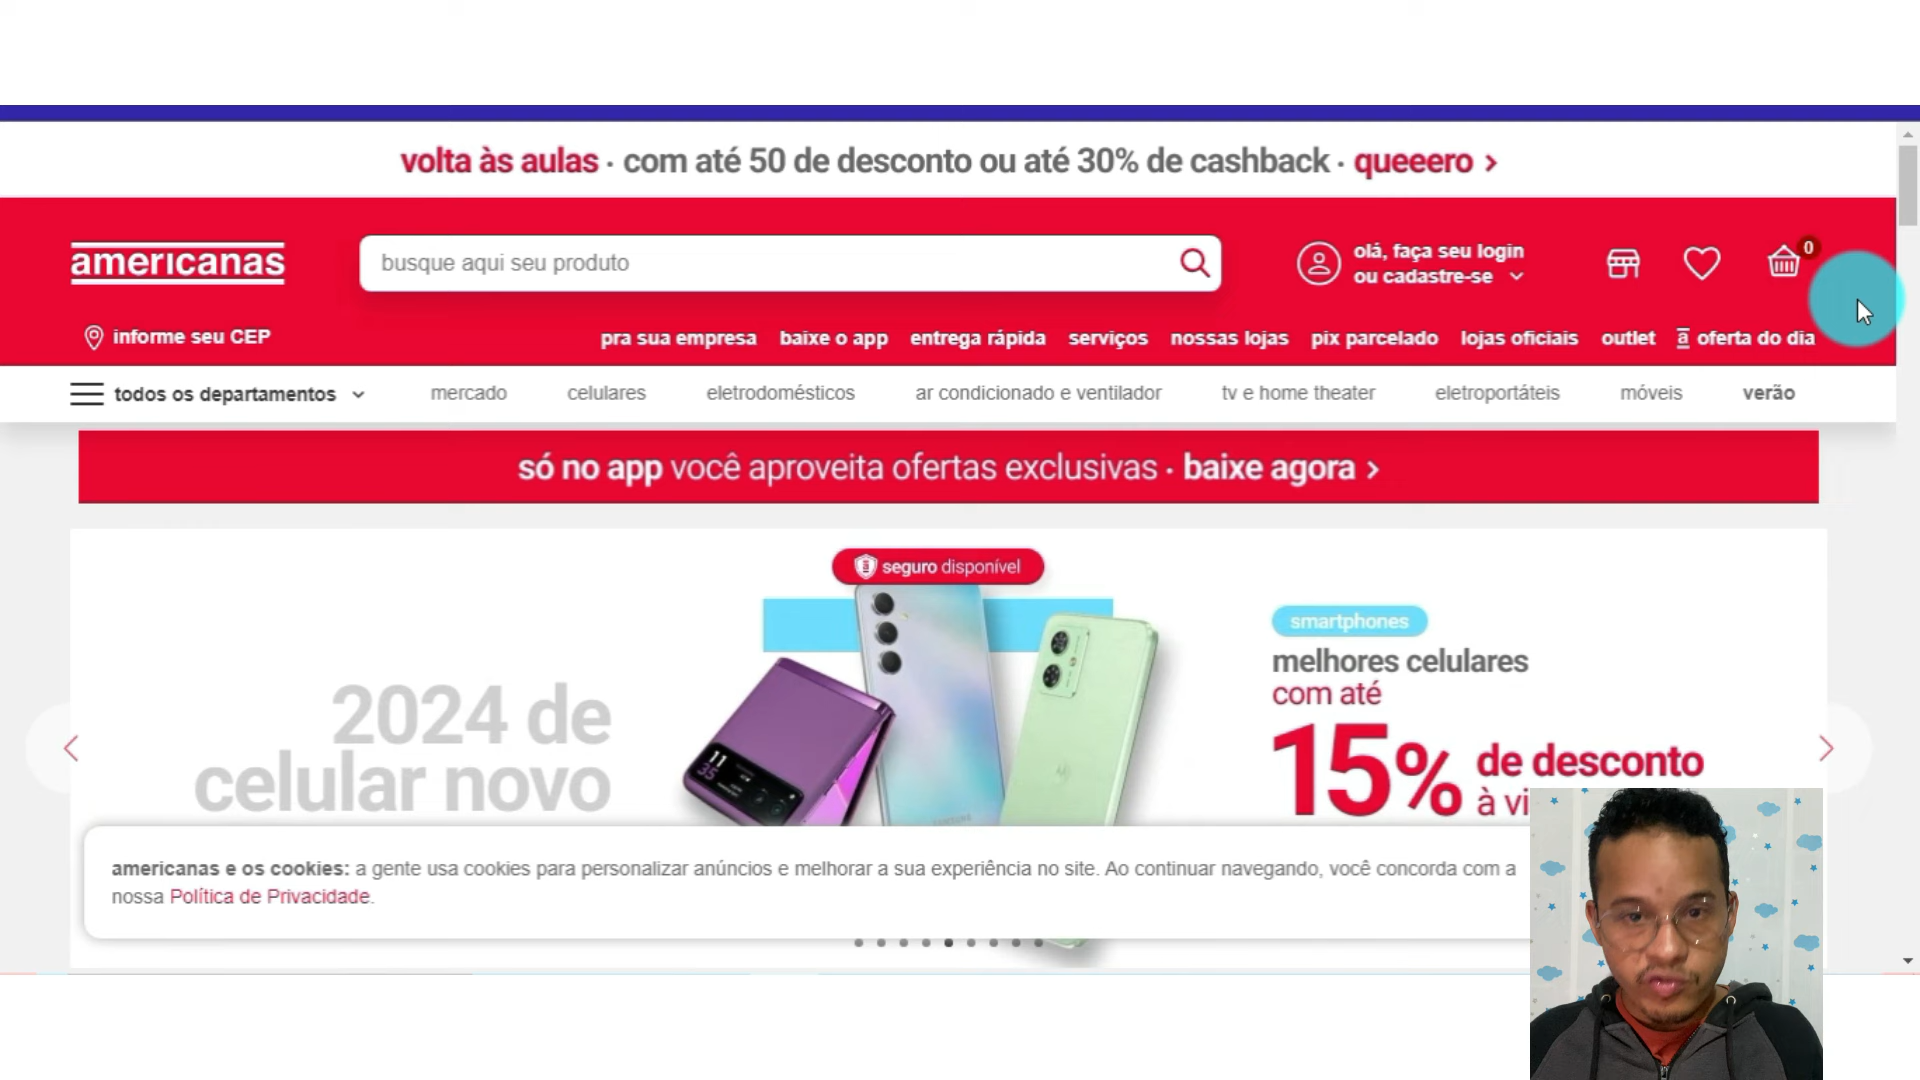 volta às aulas · com até 50 de desconto ou até 30% de cashback · queeero >
americanas
busque aqui seu produto
olá, faça seu login
ou cadastre-se
0
informe seu CEP
pra sua empresa baixe o app entrega rápida serviços nossas lojas pix parcelado lojas oficiais outlet a oferta do dia
todos os departamentos mercado celulares eletrodomésticos ar condicionado e ventilador tv e home theater eletroportáteis móveis verão
só no app você aproveita ofertas exclusivas · baixe agora >
seguro disponível
2024 de
celular novo
11
35
SAMSUNG
smartphones
melhores celulares
com até
15% de desconto
à vi
americanas e os cookies: a gente usa cookies para personalizar anúncios e melhorar a sua experiência no site. Ao continuar navegando, você concorda com a
nossa Política de Privacidade.